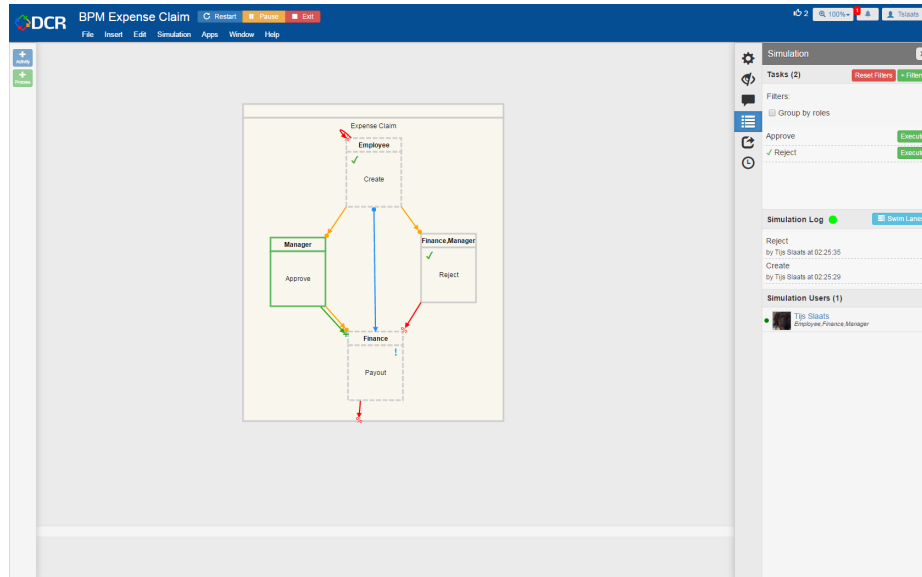 DCR
BPM Expense Claim
Restart
Pause
Exit
2
100%
1
Tslaats
File
Insert
Edit
Simulation
Apps
Window
Help
Activity
Process
Expense Claim
Employee
Create
Manager
Approve
Finance,Manager
Reject
Finance
!
Payout
%
Simulation
Tasks (2)
Reset Filters
+ Filter
Filters:
Group by roles
Approve
Execute
✓ Reject
Execute
Simulation Log
Swim Lane
Reject
by Tijs Slaats at 02:25:35
Create
by Tijs Slaats at 02:25:29
Simulation Users (1)
Tijs Slaats
Employee,Finance,Manager